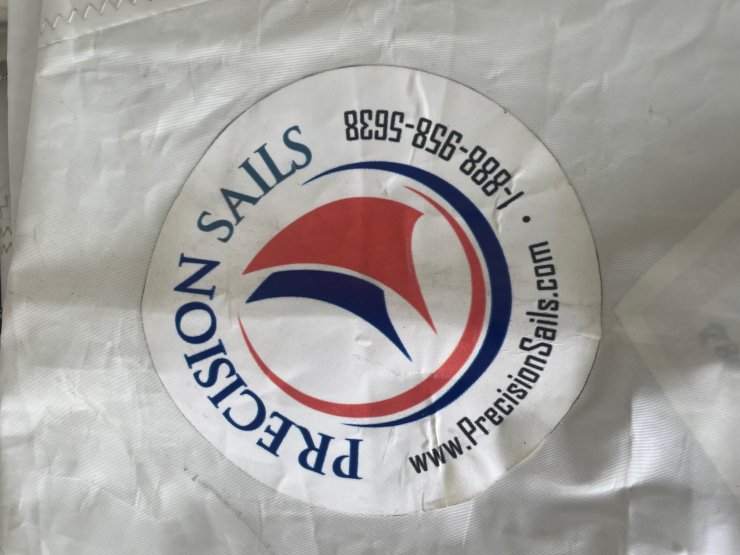 PRECISION SAILS
www.PrecisionSails.com • 1-888-958-5638